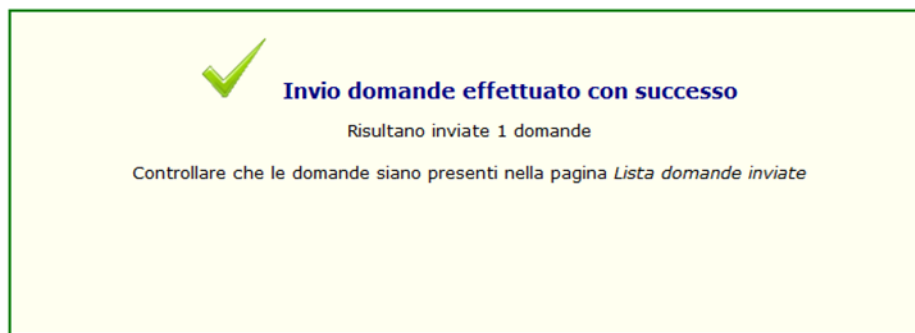 Invio domande effettuato con successo
Risultano inviate 1 domande
Controllare che le domande siano presenti nella pagina Lista domande inviate